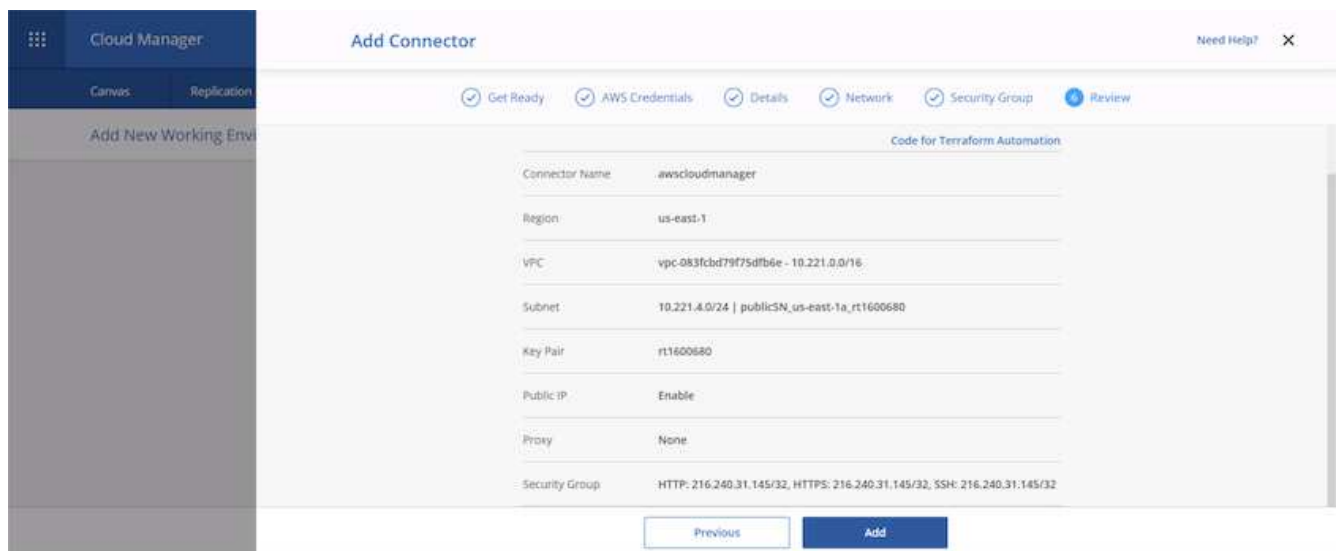 Cloud Manager
Add Connector
Need Help?
Canvas
Replication
Get Ready
AWS Credentials
Details
Network
Security Group
6 Review
Add New Working Envi
Code for Terraform Automation
Connector Name awscloudmanager
Region us-east-1
VPC vpc-083fcbd79f75dfb6e - 10.221.0.0/16
Subnet 10.221.4.0/24 | publicSN_us-east-1a_rt1600680
Key Pair rt1600680
Public IP Enable
Proxy None
Security Group HTTP: 216.240.31.145/32, HTTPS: 216.240.31.145/32, SSH: 216.240.31.145/32
Previous
Add